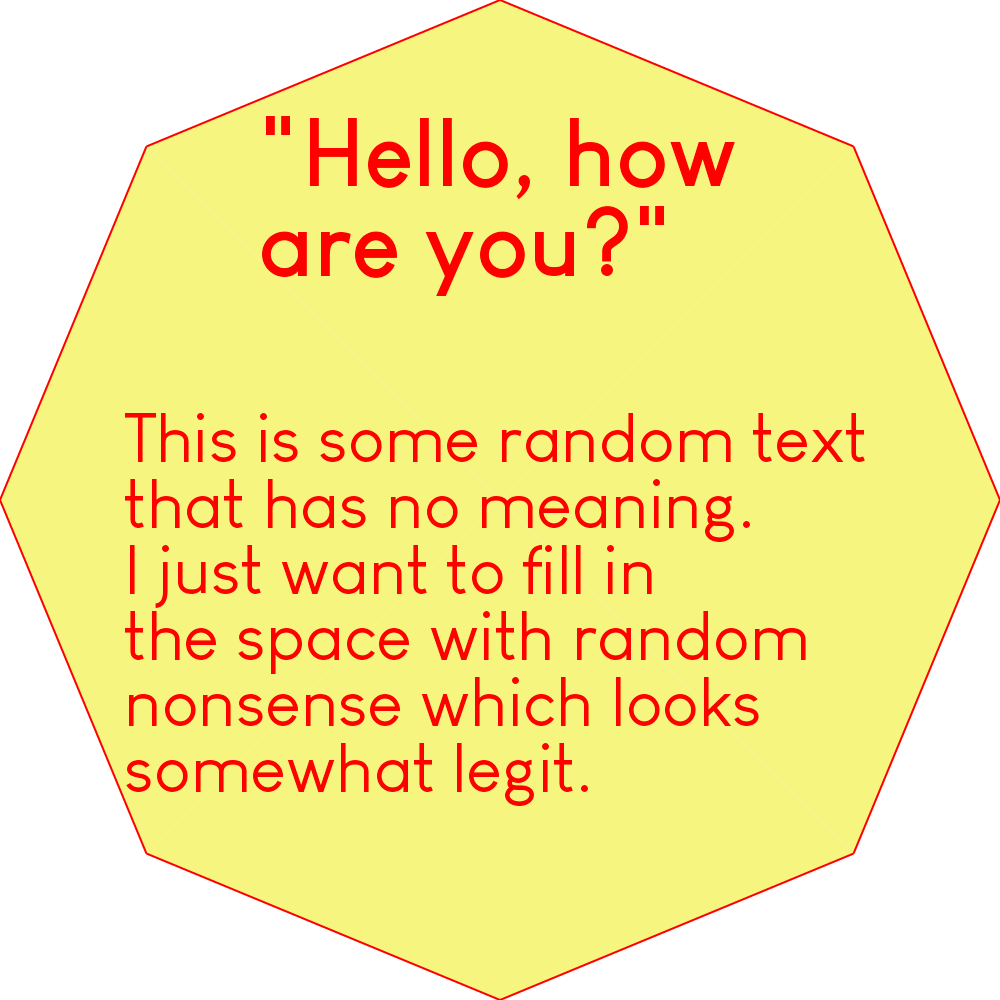 "Hello, how
are you?"
This is some random text
that has no meaning.
I just want to fill in
the space with random
nonsense which looks
somewhat legit.